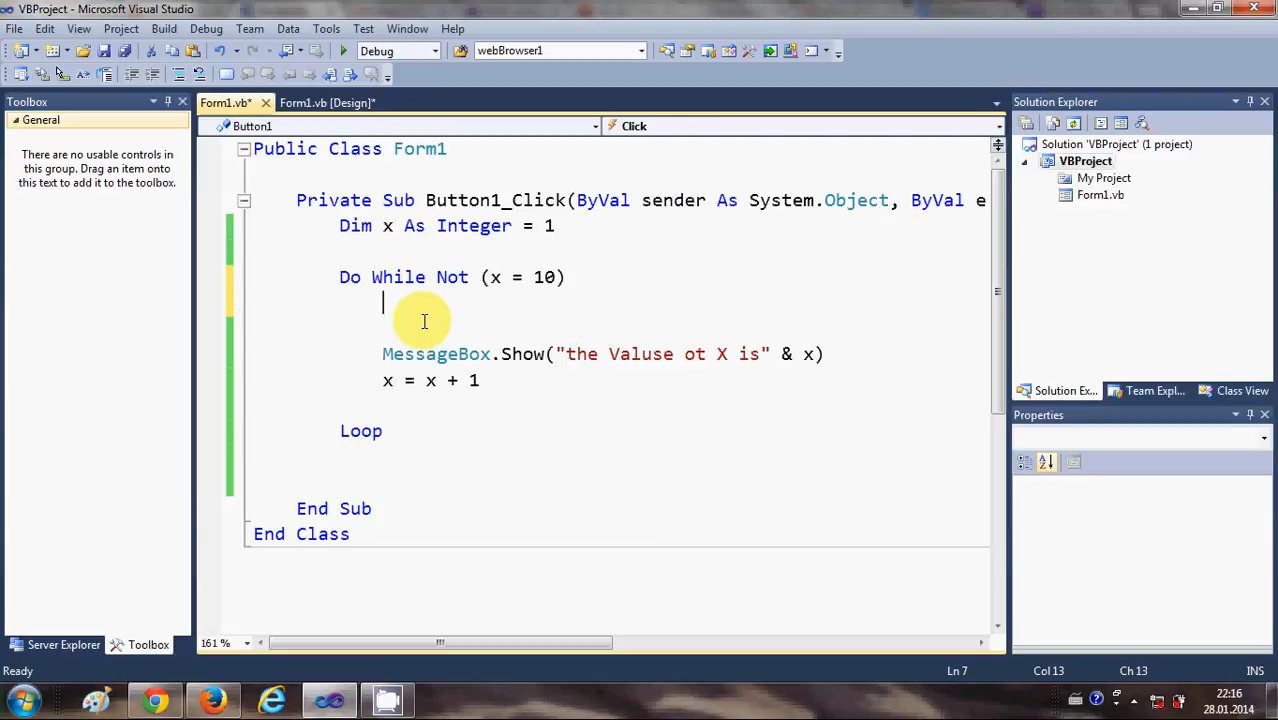 VBProject - Microsoft Visual Studio
File Edit View Project Build Debug Team Data Tools Test Window Help
Debug webBrowser1
Toolbox
General
There are no usable controls in
this group. Drag an item onto
this text to add it to the toolbox.
Server Explorer Toolbox
Form1.vb* Form1.vb [Design]*
Button1 Click
Public Class Form1
Private Sub Button1_Click(ByVal sender As System.Object, ByVal e
Dim x As Integer = 1
Do While Not (x = 10)
MessageBox.Show("the Valuse ot X is" & x)
x = x + 1
Loop
End Sub
End Class
161 %
Solution Explorer
Solution 'VBProject' (1 project)
VBProject
My Project
Form1.vb
Solution Ex... Team Expl... Class View
Properties
Ready Ln 7 Col 13 Ch 13 INS
22:16
28.01.2014